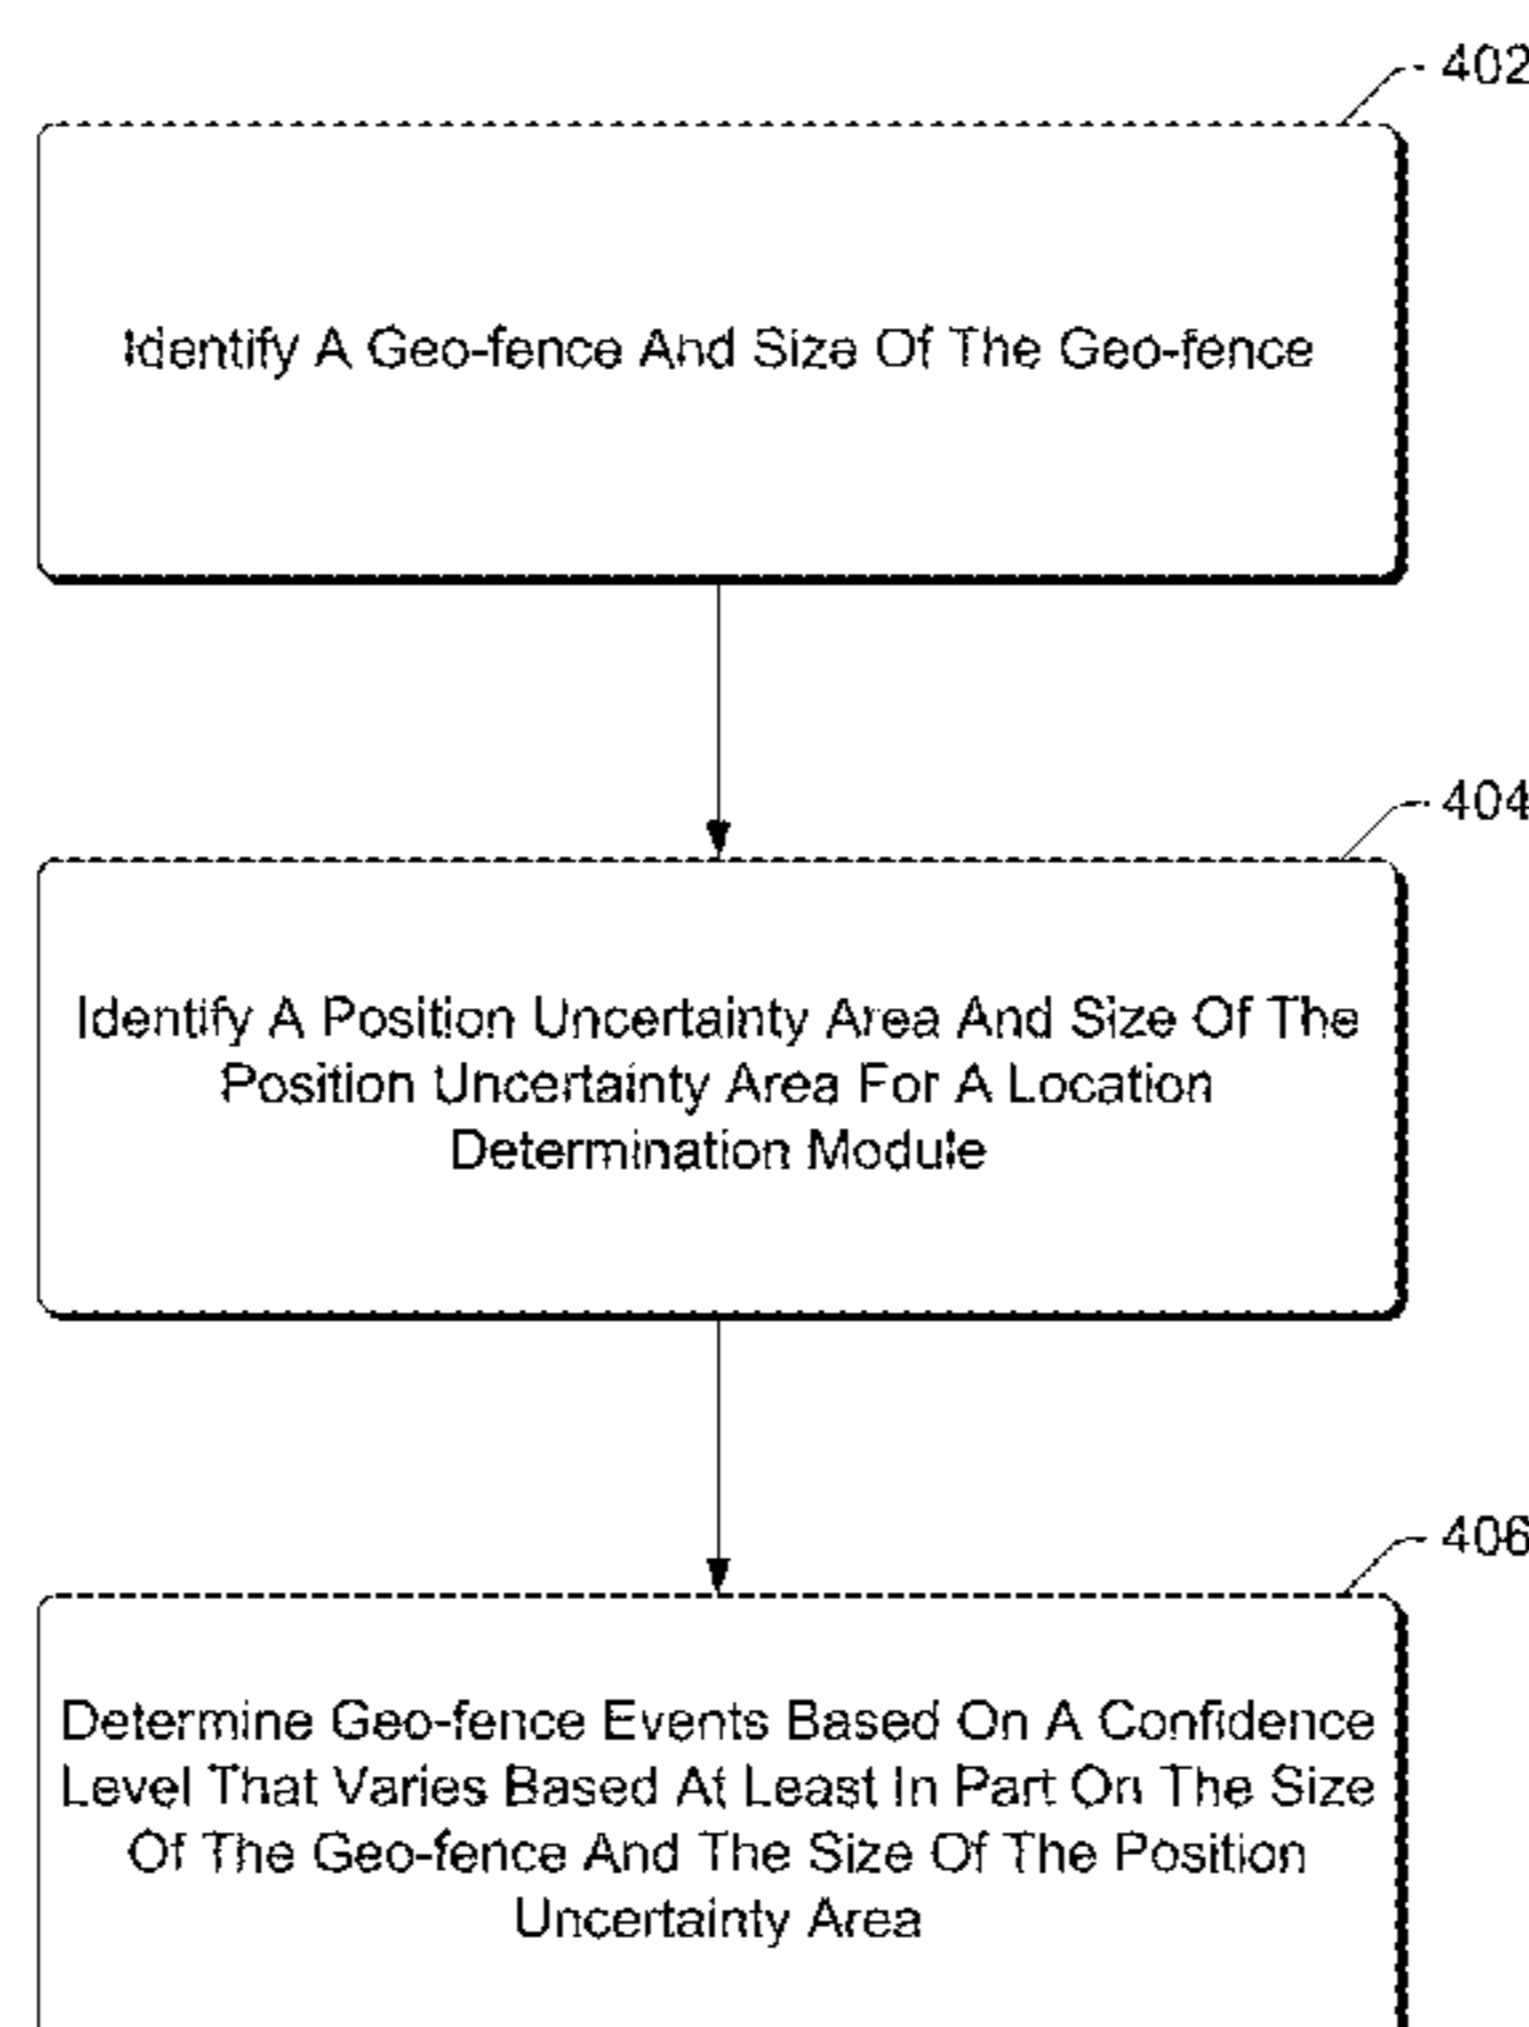 402
Identify A Geo-fence And Size Of The Geo-fence
404
Identify A Position Uncertainty Area And Size Of The
Position Uncertainty Area For A Location
Determination Module
406
Determine Geo-fence Events Based On A Confidence
Level That Varies Based At Least In Part On The Size
Of The Geo-fence And The Size Of The Position
Uncertainty Area